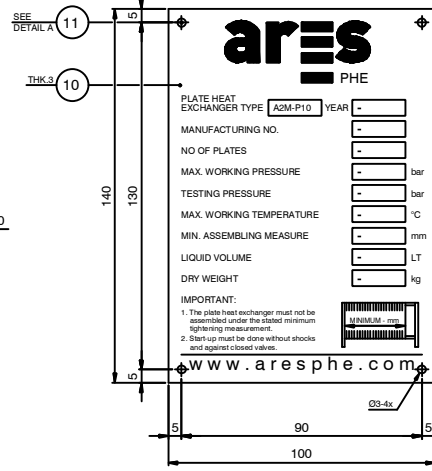 SEE
DETAIL A
11
5
ares
THK.3
10
PHE
PLATE HEAT
EXCHANGER TYPE A2M-P10 YEAR -
MANUFACTURING NO. -
NO OF PLATES -
MAX. WORKING PRESSURE - bar
TESTING PRESSURE - bar
140
130
MAX. WORKING TEMPERATURE - °C
MIN. ASSEMBLING MEASURE - mm
0
LIQUID VOLUME - LT
DRY WEIGHT - kg
IMPORTANT:
1. The plate heat exchanger must not be
assembled under the stated minimum
tightening measurement.
2. Start-up must be done without shocks
and against closed valves.
MINIMUM - mm
www.aresphe.com
5
Ø3-4x
5
90
5
100